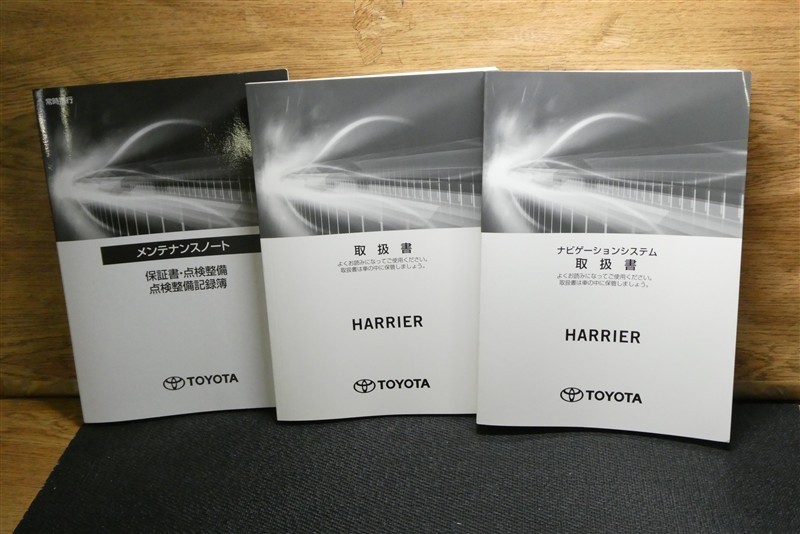 常時携行
メンテナンスノート
保証書・点検整備
点検整備記録簿
TOYOTA
取扱書
よくお読みになってご使用ください。
取扱書は車の中に保管しましょう。
HARRIER
TOYOTA
ナビゲーションシステム
取扱書
よくお読みになってご使用ください。
取扱書は車の中に保管しましょう。
HARRIER
TOYOTA